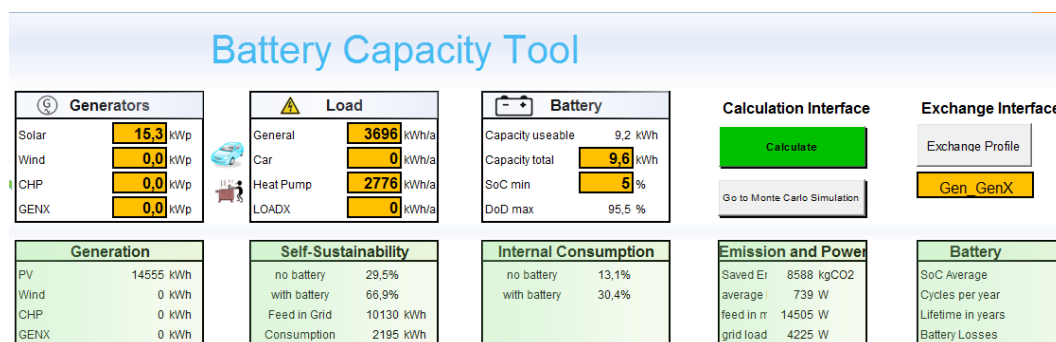 Battery Capacity Tool
Generators
Solar 15,3 kWp
Wind 0,0 kWp
CHP 0,0 kWp
GENX 0,0 kWp
Load
General 3696 kWh/a
Car 0 kWh/a
Heat Pump 2776 kWh/a
LOADX 0 kWh/a
Battery
Capacity useable 9,2 kWh
Capacity total 9,6 kWh
SoC min 5 %
DoD max 95,5 %
Calculation Interface
Calculate
Go to Monte Carlo Simulation
Exchange Interface
Exchange Profile
Gen_GenX
Generation
PV 14555 kWh
Wind 0 kWh
CHP 0 kWh
GENX 0 kWh
Self-Sustainability
no battery 29,5%
with battery 66,9%
Feed in Grid 10130 kWh
Consumption 2195 kWh
Internal Consumption
no battery 13,1%
with battery 30,4%
Emission and Power
Saved Er 8588 kgCO2
average 739 W
feed in m 14505 W
grid load 4225 W
Battery
SoC Average
Cycles per year
Lifetime in years
Battery Losses